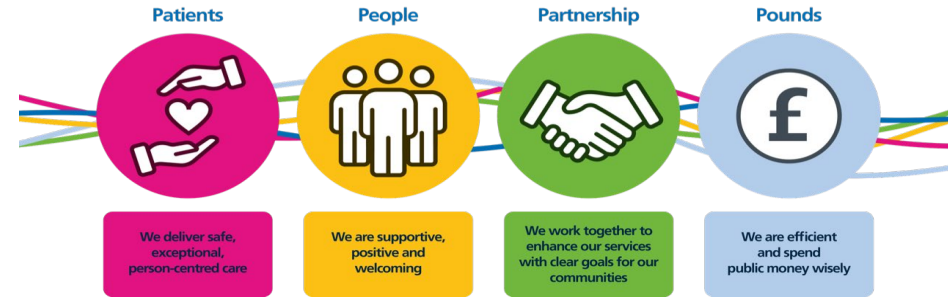 Patients
People
Partnership
Pounds
£
We deliver safe,
exceptional,
person-centred care
We are supportive,
positive and
welcoming
We work together to
enhance our services
with clear goals for our
communities
We are efficient
and spend
public money wisely